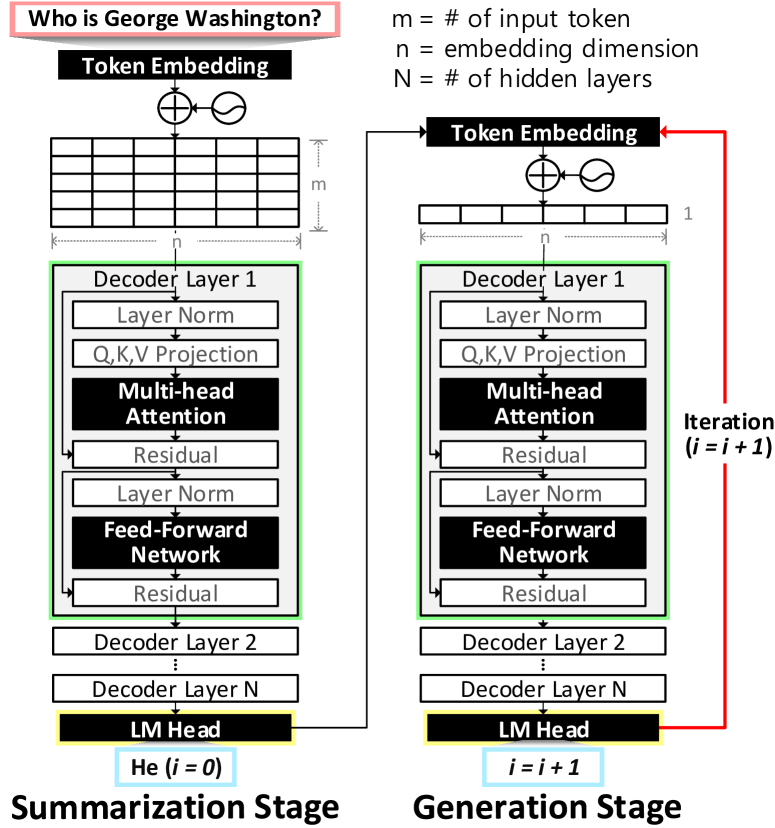 Who is George Washington?
Token Embedding
m
n
Decoder Layer 1
Layer Norm
Q,K,V Projection
Multi-head
Attention
Residual
Layer Norm
Feed-Forward
Network
Residual
Decoder Layer 2
Decoder Layer N
LM Head
He (i = 0)
Summarization Stage
m = # of input token
n = embedding dimension
N = # of hidden layers
Token Embedding
1
n
Decoder Layer 1
Layer Norm
Q,K,V Projection
Multi-head
Attention
Residual
Layer Norm
Feed-Forward
Network
Residual
Decoder Layer 2
Decoder Layer N
LM Head
i = i + 1
Generation Stage
Iteration
(i = i + 1)